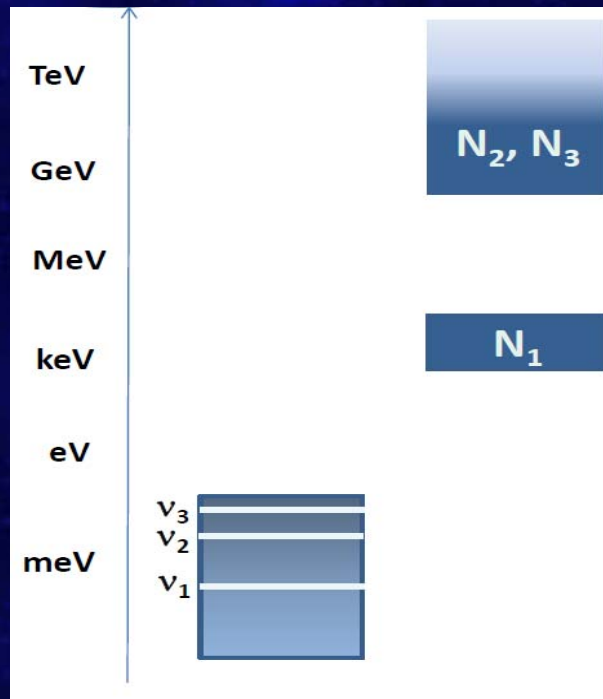 TeV
N₂, N₃
GeV
MeV
N₁
keV
eV
ν₃
ν₂
meV
ν₁